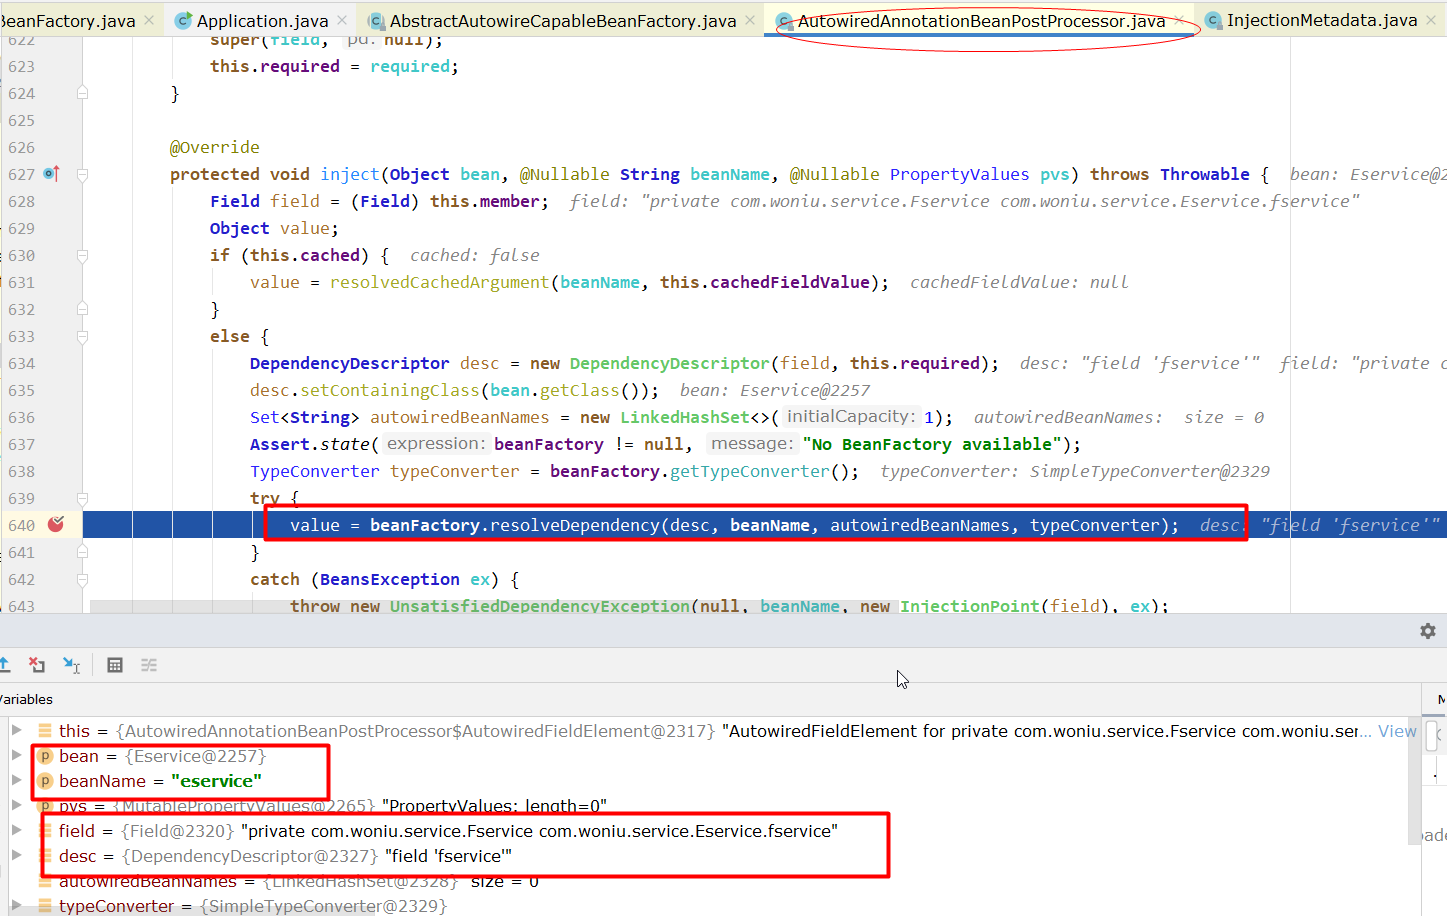 BeanFactory.java × Application.java × AbstractAutowireCapableBeanFactory.java × AutowiredAnnotationBeanPostProcessor.java × InjectionMetadata.java ×
622 super(field, pd: null);
623 this.required = required;
624 }
625
626 @Override
627 protected void inject(Object bean, @Nullable String beanName, @Nullable PropertyValues pvs) throws Throwable { bean: Eservice@2
628 Field field = (Field) this.member; field: "private com.woniu.service.Fservice com.woniu.service.Eservice.fservice"
629 Object value;
630 if (this.cached) { cached: false
631 value = resolvedCachedArgument(beanName, this.cachedFieldValue); cachedFieldValue: null
632 }
633 else {
634 DependencyDescriptor desc = new DependencyDescriptor(field, this.required); desc: "field 'fservice'" field: "private c
635 desc.setContainingClass(bean.getClass()); bean: Eservice@2257
636 Set<String> autowiredBeanNames = new LinkedHashSet<>( initialCapacity: 1); autowiredBeanNames: size = 0
637 Assert.state( expression: beanFactory != null, message: "No BeanFactory available");
638 TypeConverter typeConverter = beanFactory.getTypeConverter(); typeConverter: SimpleTypeConverter@2329
639 try {
640 value = beanFactory.resolveDependency(desc, beanName, autowiredBeanNames, typeConverter); desc: "field 'fservice'"
641 }
642 catch (BeansException ex) {
643 throw new UnsatisfiedDependencyException(null, beanName, new InjectionPoint(field), ex);
Variables
this = {AutowiredAnnotationBeanPostProcessor$AutowiredFieldElement@2317} "AutowiredFieldElement for private com.woniu.service.Fservice com.woniu.ser... View
bean = {Eservice@2257}
beanName = "eservice"
pvs = {MutablePropertyValues@2265} "PropertyValues: length=0"
field = {Field@2320} "private com.woniu.service.Fservice com.woniu.service.Eservice.fservice"
desc = {DependencyDescriptor@2327} "field 'fservice'"
autowiredBeanNames = {LinkedHashSet@2328} size = 0
typeConverter = {SimpleTypeConverter@2329}